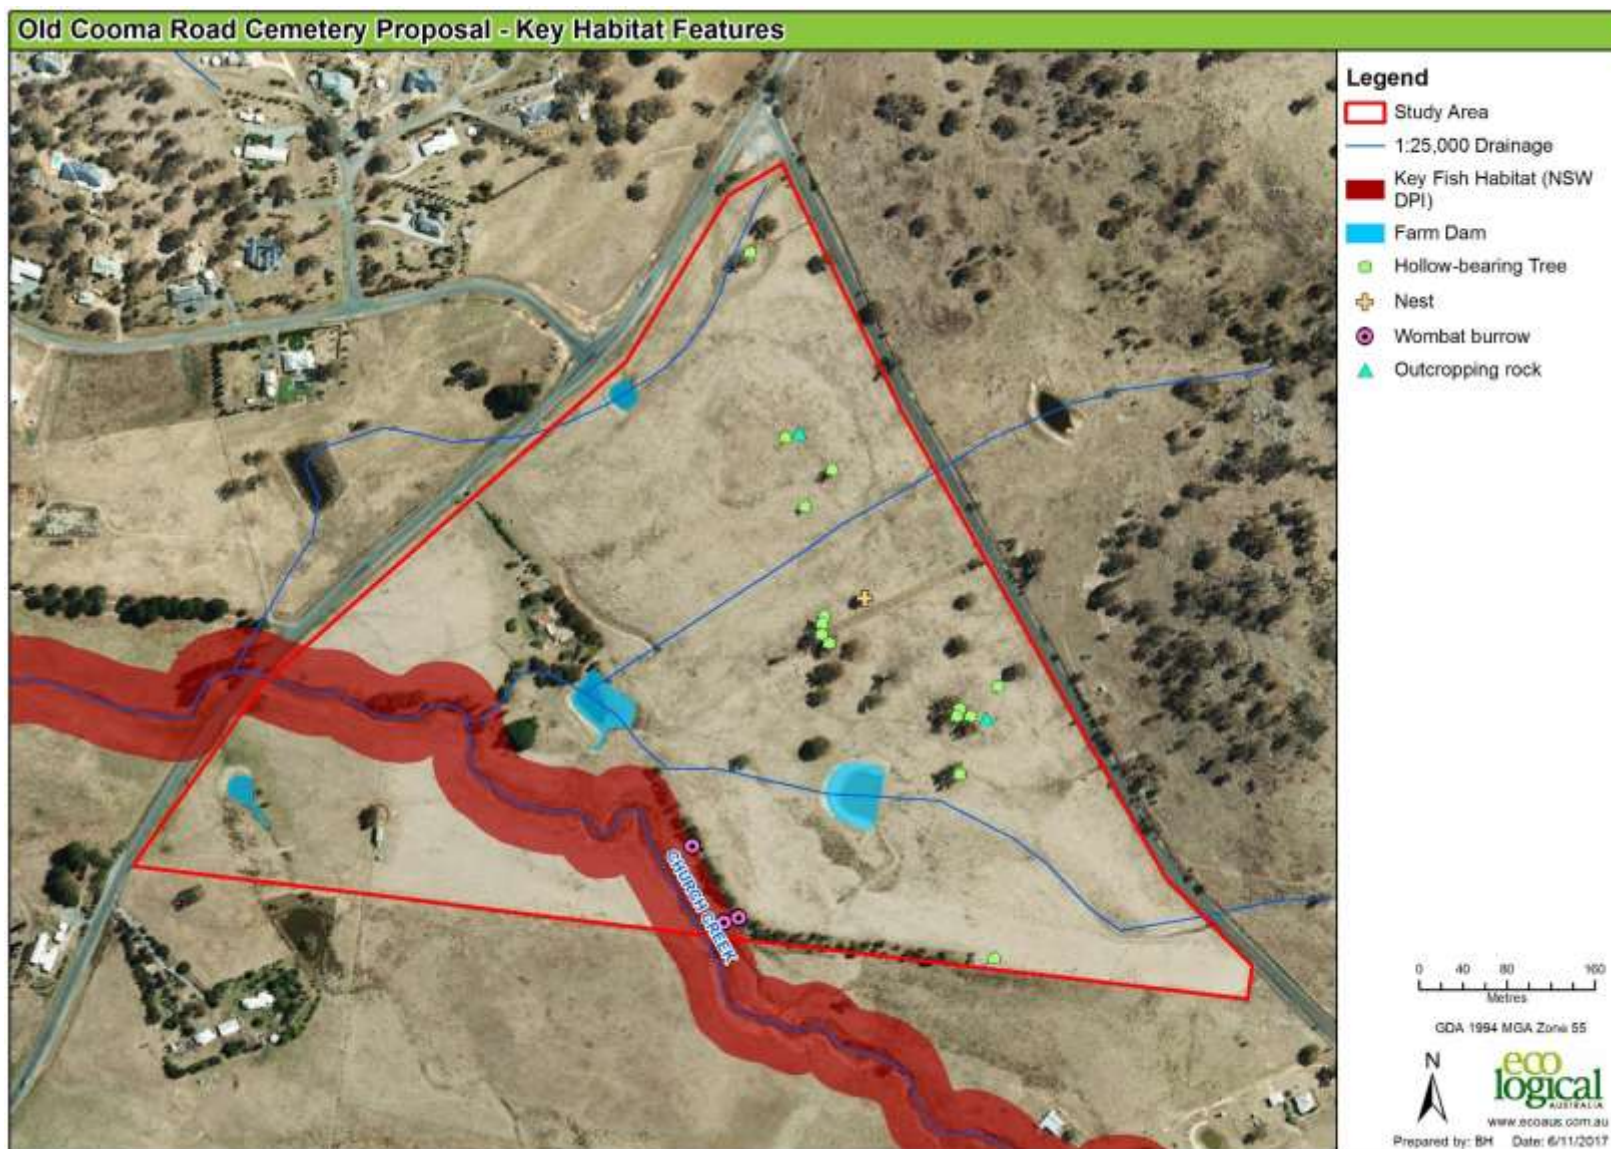 Old Cooma Road Cemetery Proposal - Key Habitat Features
Legend
Study Area
1:25,000 Drainage
Key Fish Habitat (NSW
DPI)
Farm Dam
Hollow-bearing Tree
Nest
Wombat burrow
Outcropping rock
CHURCH CREEK
0 40 80 160
Metres
GDA 1994 MGA Zone 55
N
eco
logical
AUSTRALIA
www.ecoaus.com.au
Prepared by: BH Date: 6/11/2017